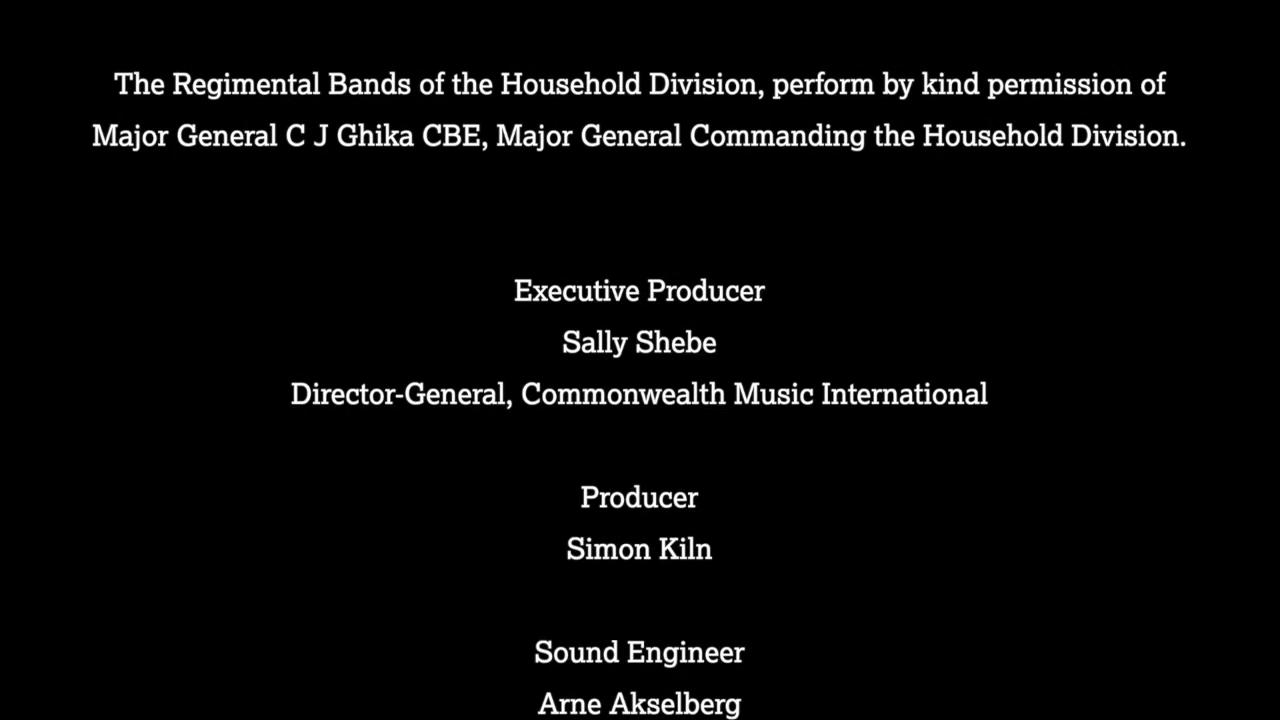 The Regimental Bands of the Household Division, perform by kind permission of
Major General C J Ghika CBE, Major General Commanding the Household Division.
Executive Producer
Sally Shebe
Director-General, Commonwealth Music International
Producer
Simon Kiln
Sound Engineer
Arne Akselberg